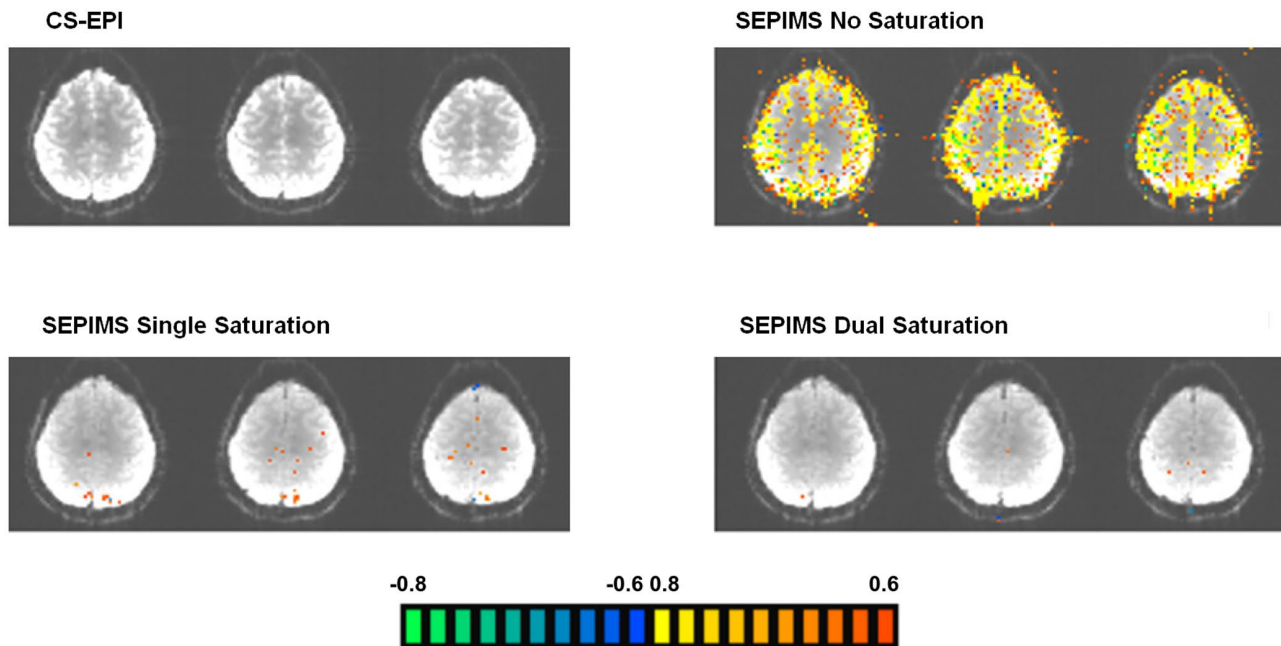 CS-EPI
SEPIMS No Saturation
SEPIMS Single Saturation
SEPIMS Dual Saturation
-0.8 -0.6 0.8 0.6